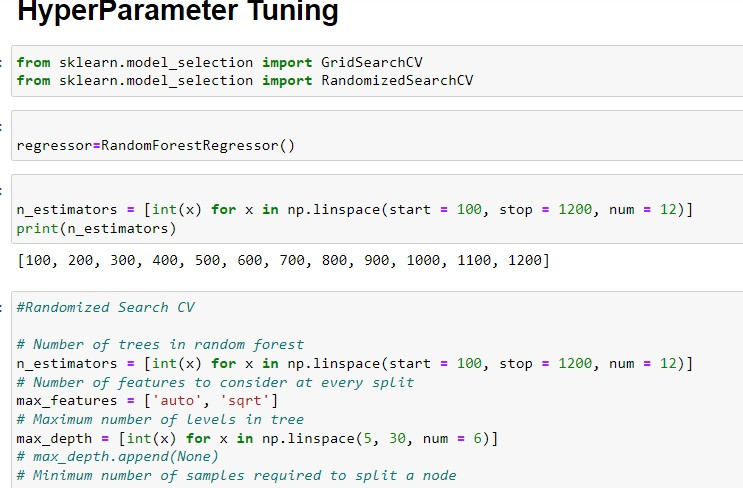 HyperParameter Tuning
from sklearn.model_selection import GridSearchCV
from sklearn.model_selection import RandomizedSearchCV
regressor=RandomForestRegressor()
n_estimators = [int(x) for x in np.linspace(start = 100, stop = 1200, num = 12)]
print(n_estimators)
[100, 200, 300, 400, 500, 600, 700, 800, 900, 1000, 1100, 1200]
#Randomized Search CV
# Number of trees in random forest
n_estimators = [int(x) for x in np.linspace(start = 100, stop = 1200, num = 12)]
# Number of features to consider at every split
max_features = ['auto', 'sqrt']
# Maximum number of levels in tree
max_depth = [int(x) for x in np.linspace(5, 30, num = 6)]
# max_depth.append(None)
# Minimum number of samples required to split a node